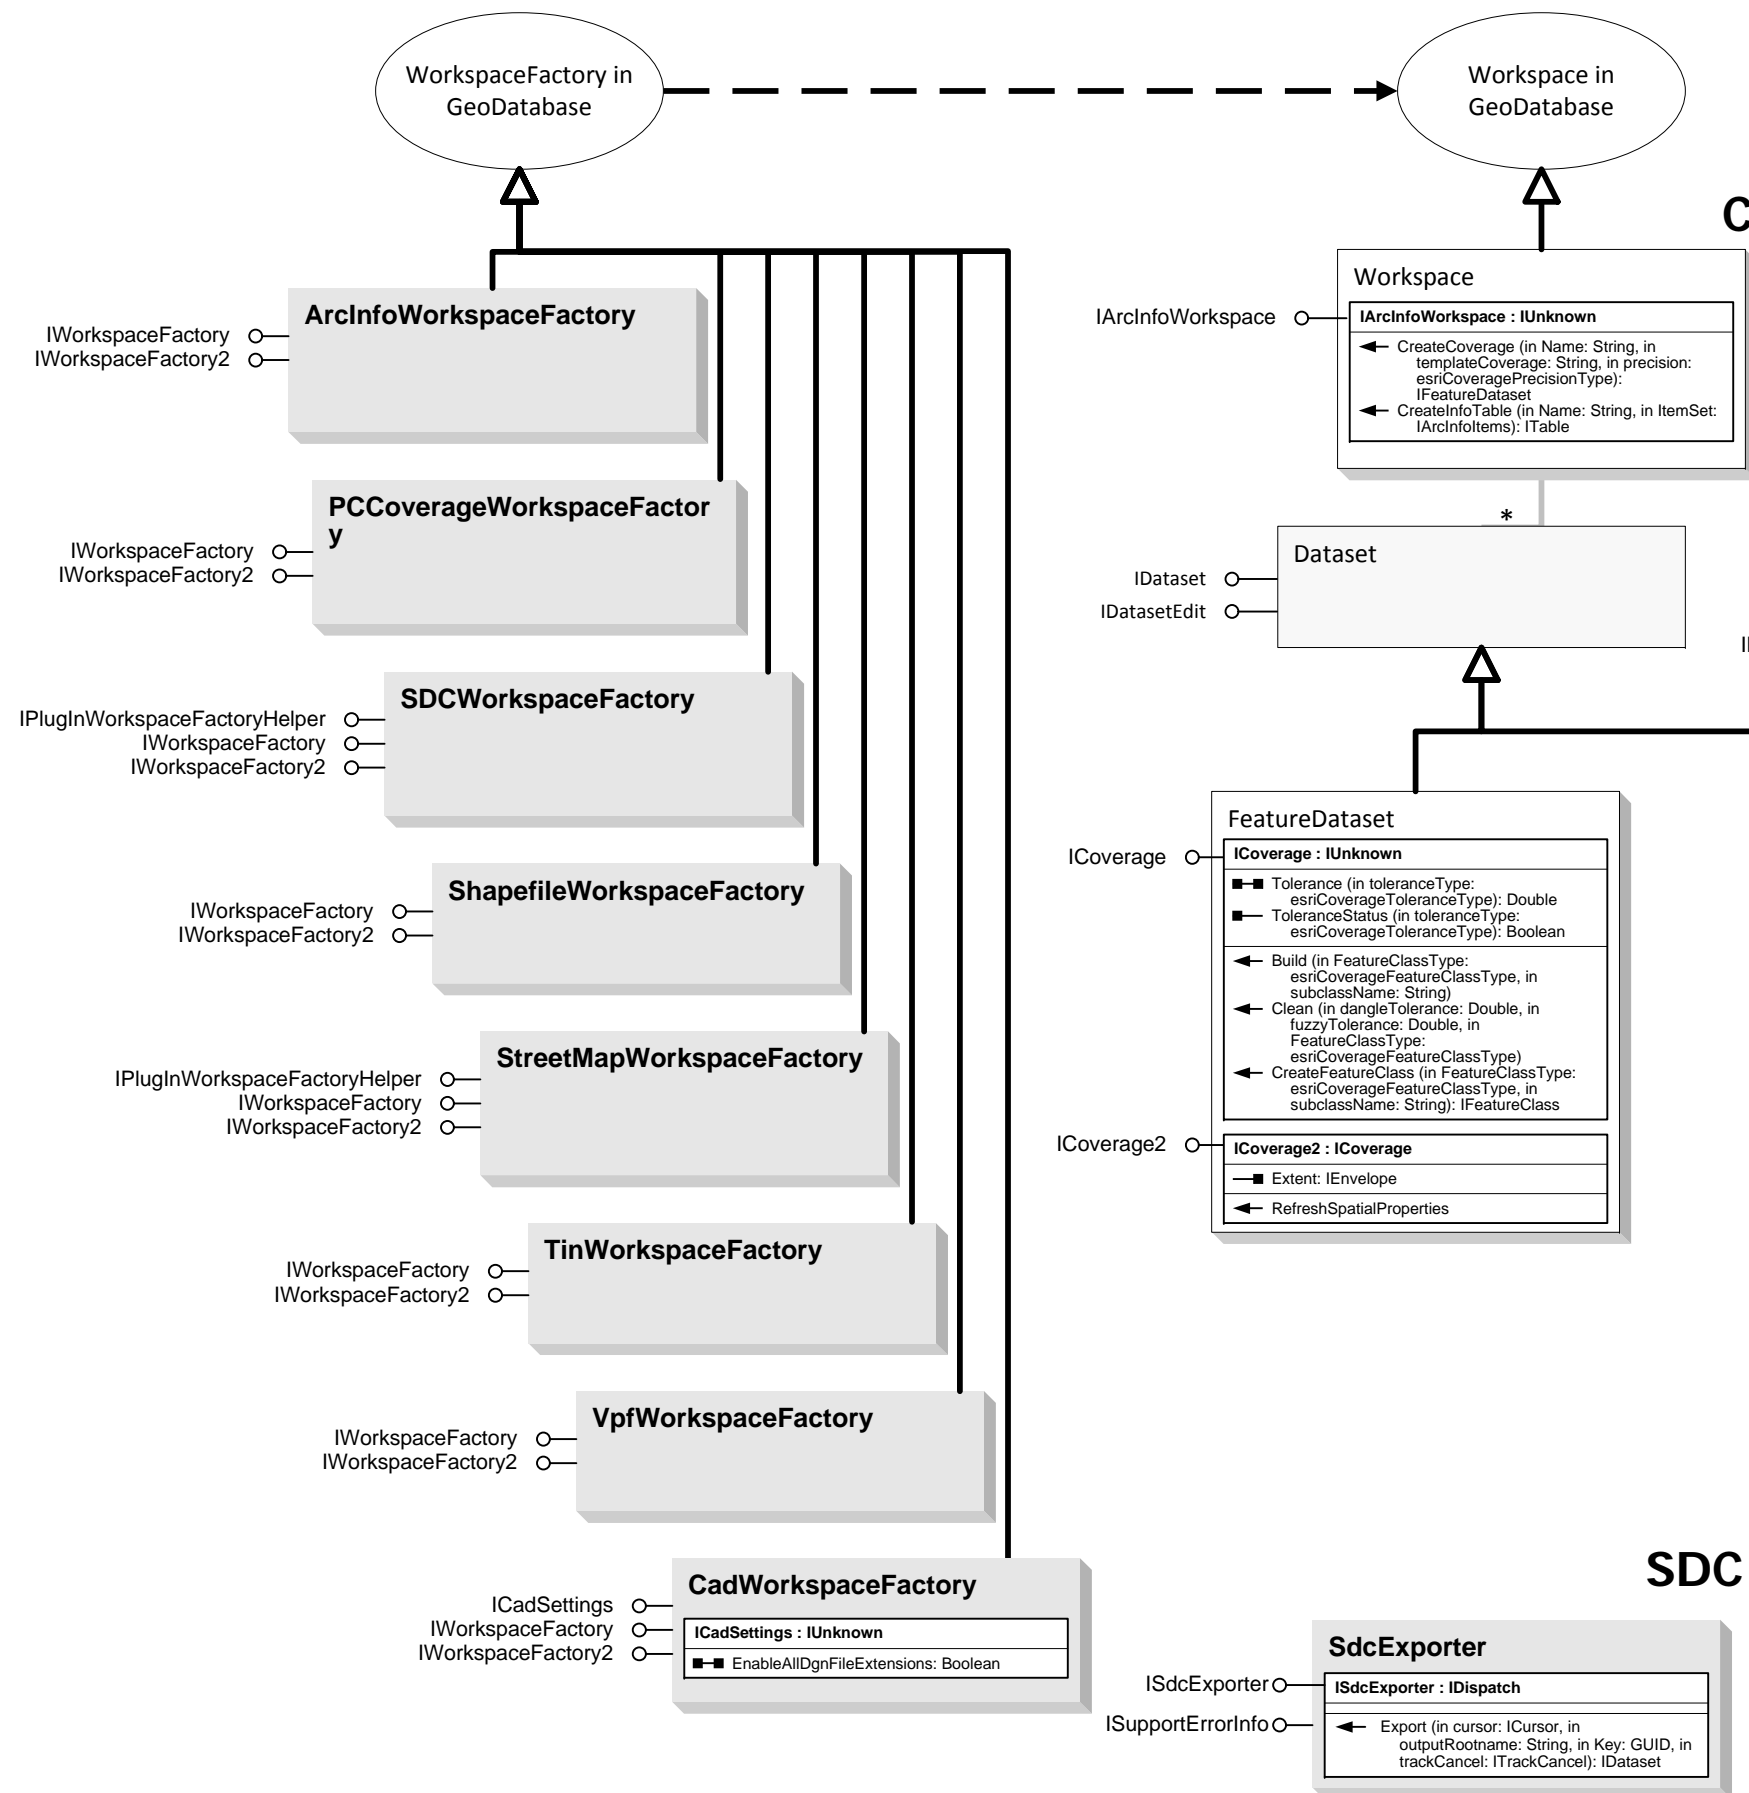 WorkspaceFactory in
GeoDatabase
Workspace in
GeoDatabase
C
ArcInfoWorkspaceFactory
IWorkspaceFactory
IWorkspaceFactory2
PCCoverageWorkspaceFactor
y
IWorkspaceFactory
IWorkspaceFactory2
SDCWorkspaceFactory
IPlugInWorkspaceFactoryHelper
IWorkspaceFactory
IWorkspaceFactory2
ShapefileWorkspaceFactory
IWorkspaceFactory
IWorkspaceFactory2
StreetMapWorkspaceFactory
IPlugInWorkspaceFactoryHelper
IWorkspaceFactory
IWorkspaceFactory2
TinWorkspaceFactory
IWorkspaceFactory
IWorkspaceFactory2
VpfWorkspaceFactory
IWorkspaceFactory
IWorkspaceFactory2
CadWorkspaceFactory
ICadSettings
IWorkspaceFactory
IWorkspaceFactory2
ICadSettings : IUnknown
EnableAllDgnFileExtensions: Boolean
Workspace
IArcInfoWorkspace
IArcInfoWorkspace : IUnknown
CreateCoverage (in Name: String, in
templateCoverage: String, in precision:
esriCoveragePrecisionType):
IFeatureDataset
CreateInfoTable (in Name: String, in ItemSet:
IArcInfoItems): ITable
*
Dataset
IDataset
IDatasetEdit
FeatureDataset
ICoverage
ICoverage : IUnknown
Tolerance (in toleranceType:
esriCoverageToleranceType): Double
ToleranceStatus (in toleranceType:
esriCoverageToleranceType): Boolean
Build (in FeatureClassType:
esriCoverageFeatureClassType, in
subclassName: String)
Clean (in dangleTolerance: Double, in
fuzzyTolerance: Double, in
FeatureClassType:
esriCoverageFeatureClassType)
CreateFeatureClass (in FeatureClassType:
esriCoverageFeatureClassType, in
subclassName: String): IFeatureClass
ICoverage2
ICoverage2 : ICoverage
Extent: IEnvelope
RefreshSpatialProperties
SDC
SdcExporter
ISdcExporter
ISupportErrorInfo
ISdcExporter : IDispatch
Export (in cursor: ICursor, in
outputRootname: String, in Key: GUID, in
trackCancel: ITrackCancel): IDataset